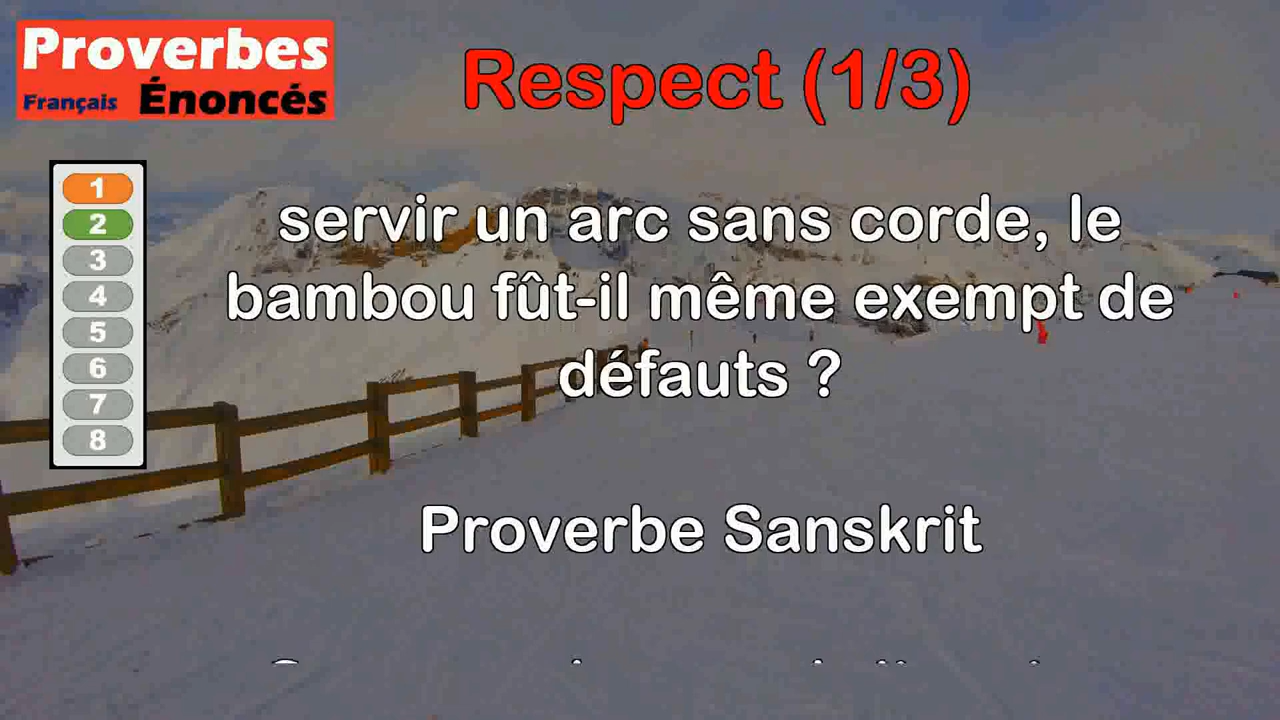 Proverbes
Français Énoncés
Respect (1/3)
1
2
3
4
5
6
7
8
servir un arc sans corde, le
bambou fût-il même exempt de
défauts ?
Proverbe Sanskrit